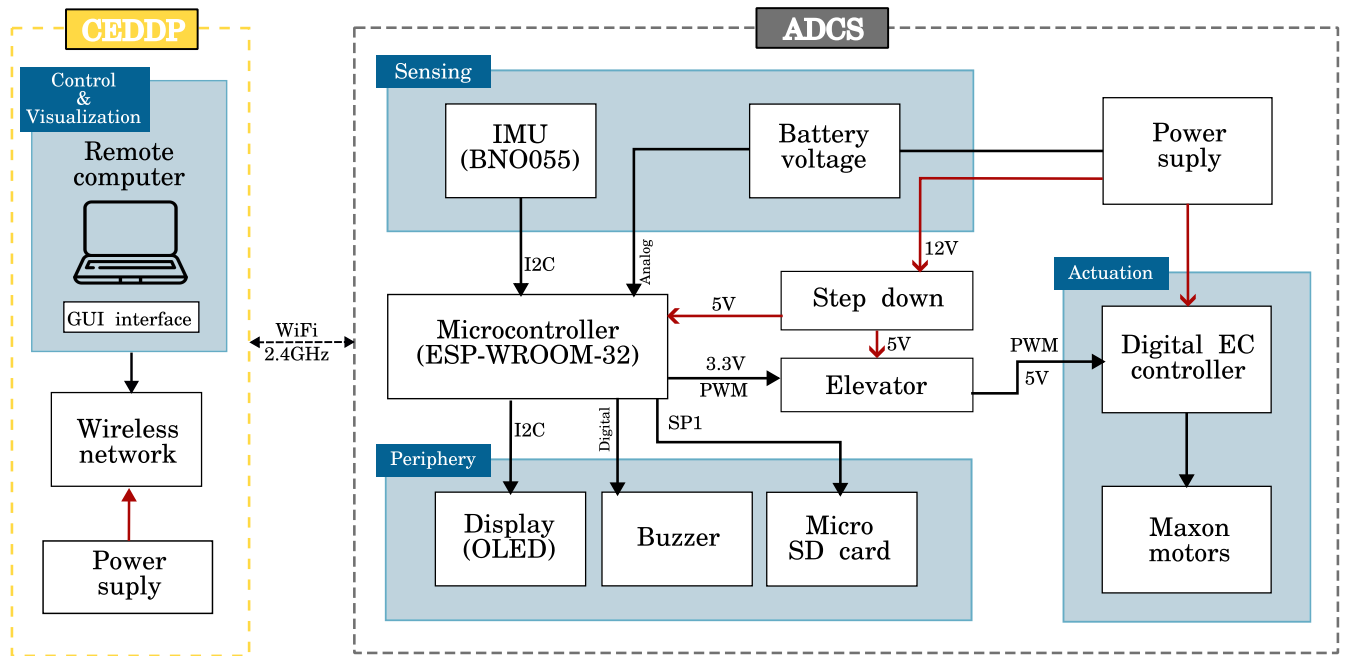 CEDDP
Control
&
Visualization
Remote
computer
GUI interface
Wireless
network
Power
suply
WiFi
2.4GHz
ADCS
Sensing
IMU
(BNO055)
Battery
voltage
Power
suply
I2C
Analog
12V
Step down
5V
5V
Microcontroller
(ESP-WROOM-32)
3.3V
PWM
Elevator
PWM
5V
Actuation
Digital EC
controller
Maxon
motors
I2C
Digital
SP1
Periphery
Display
(OLED)
Buzzer
Micro
SD card